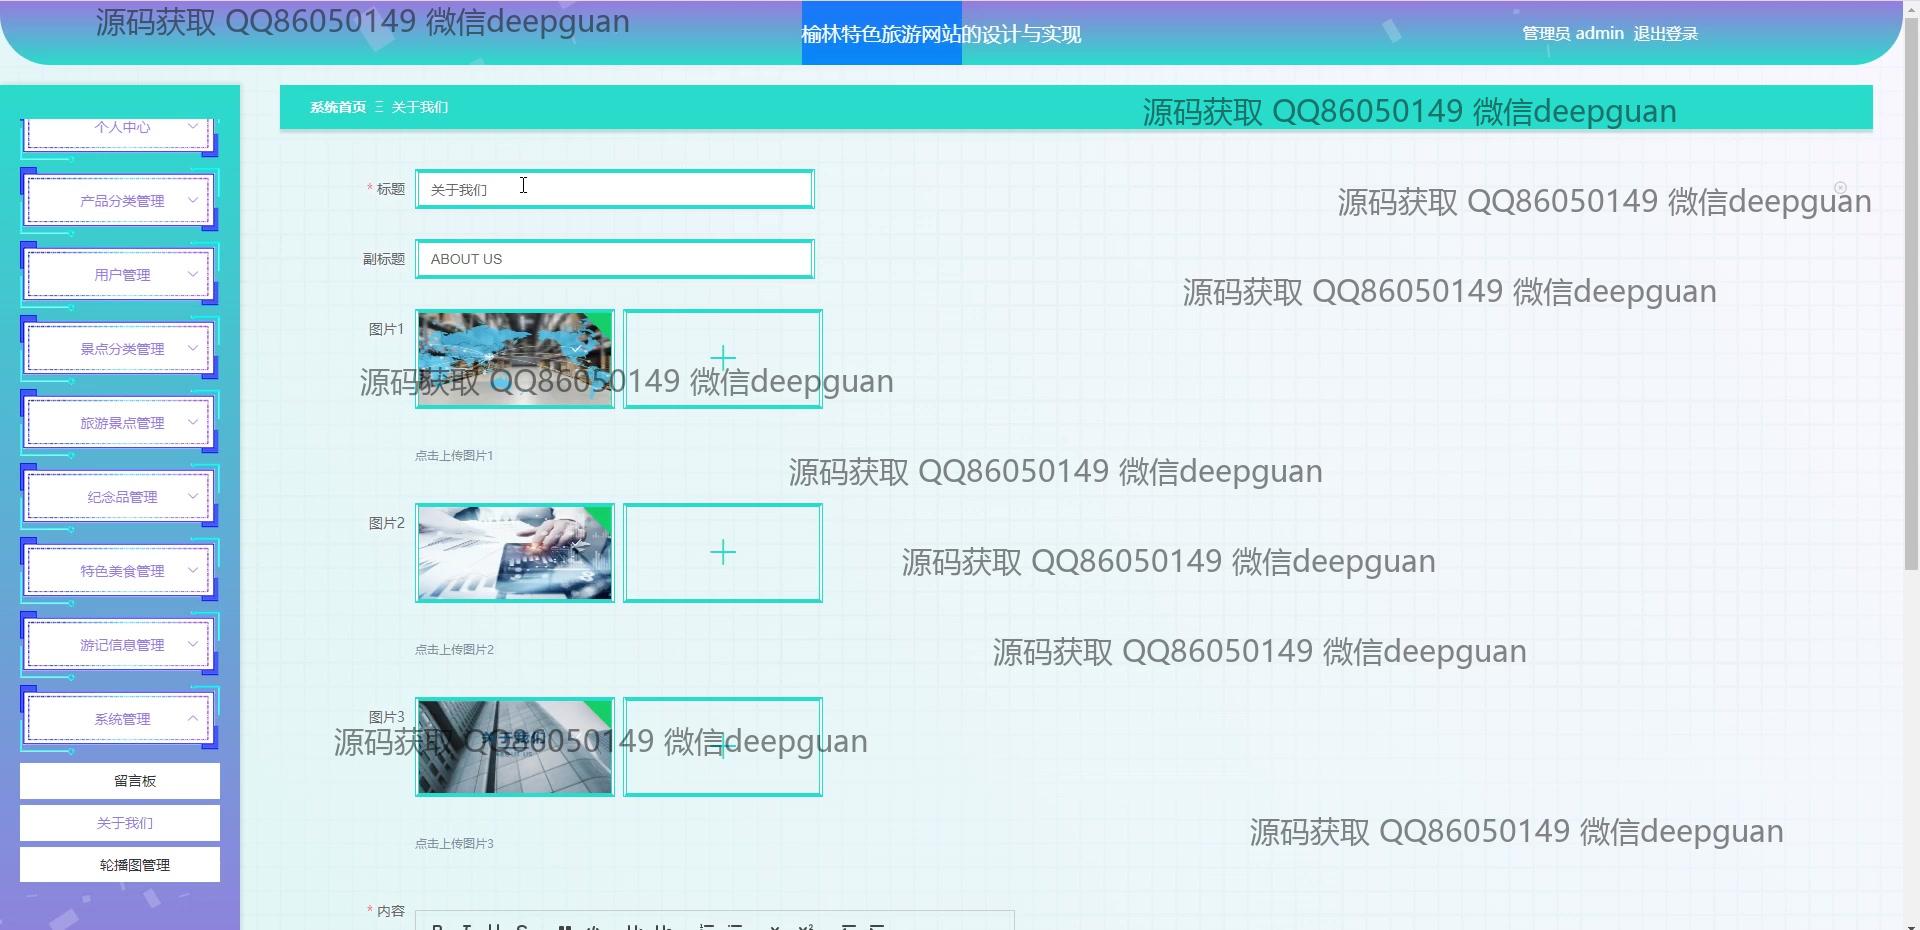 源码获取 QQ86050149 微信deepguan
榆林特色旅游网站的设计与实现
管理员 admin 退出登录
系统首页 Ξ 关于我们
源码获取 QQ86050149 微信deepguan
个人中心
产品分类管理
用户管理
景点分类管理
旅游景点管理
纪念品管理
特色美食管理
游记信息管理
系统管理
留言板
关于我们
轮播图管理
* 标题
关于我们
源码获取 QQ86050149 微信deepguan
副标题
ABOUT US
源码获取 QQ86050149 微信deepguan
图片1
源码获取 QQ86050149 微信deepguan
点击上传图片1
源码获取 QQ86050149 微信deepguan
图片2
源码获取 QQ86050149 微信deepguan
点击上传图片2
源码获取 QQ86050149 微信deepguan
图片3
关于我们
ABOUT US
源码获取 QQ86050149 微信deepguan
点击上传图片3
源码获取 QQ86050149 微信deepguan
* 内容